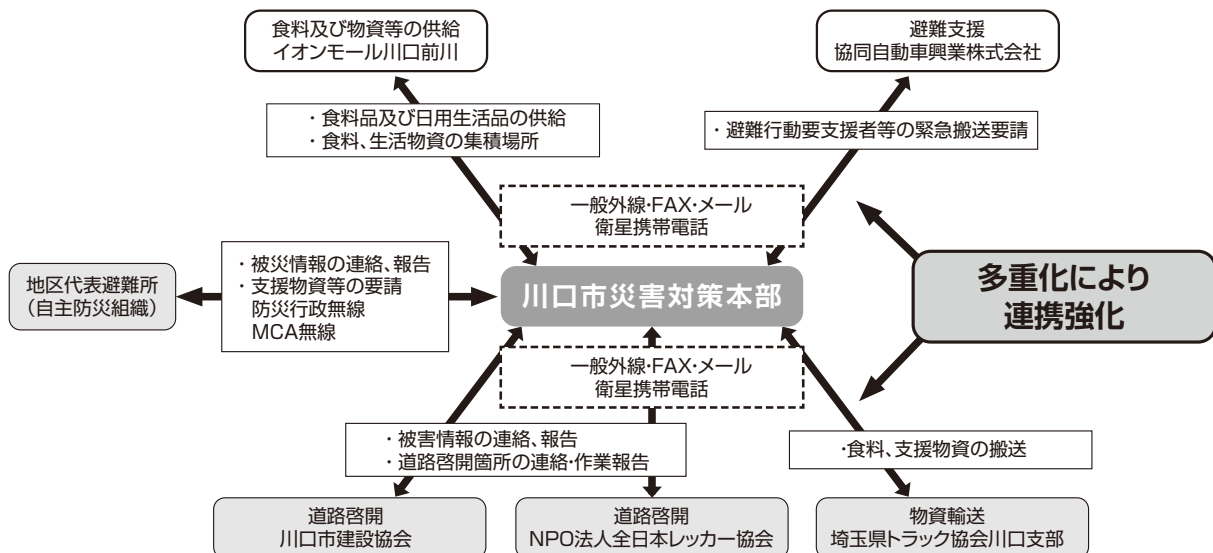 食料及び物資等の供給
イオンモール川口前川
避難支援
協同自動車興業株式会社
・食料品及び日用生活品の供給
・食料、生活物資の集積場所
・避難行動要支援者等の緊急搬送要請
一般外線・FAX・メール
衛星携帯電話
地区代表避難所
（自主防災組織）
・被災情報の連絡、報告
・支援物資等の要請
防災行政無線
MCA無線
川口市災害対策本部
多重化により
連携強化
一般外線・FAX・メール
衛星携帯電話
・被害情報の連絡、報告
・道路啓開箇所の連絡・作業報告
・食料、支援物資の搬送
道路啓開
川口市建設協会
道路啓開
NPO法人全日本レッカー協会
物資輸送
埼玉県トラック協会川口支部